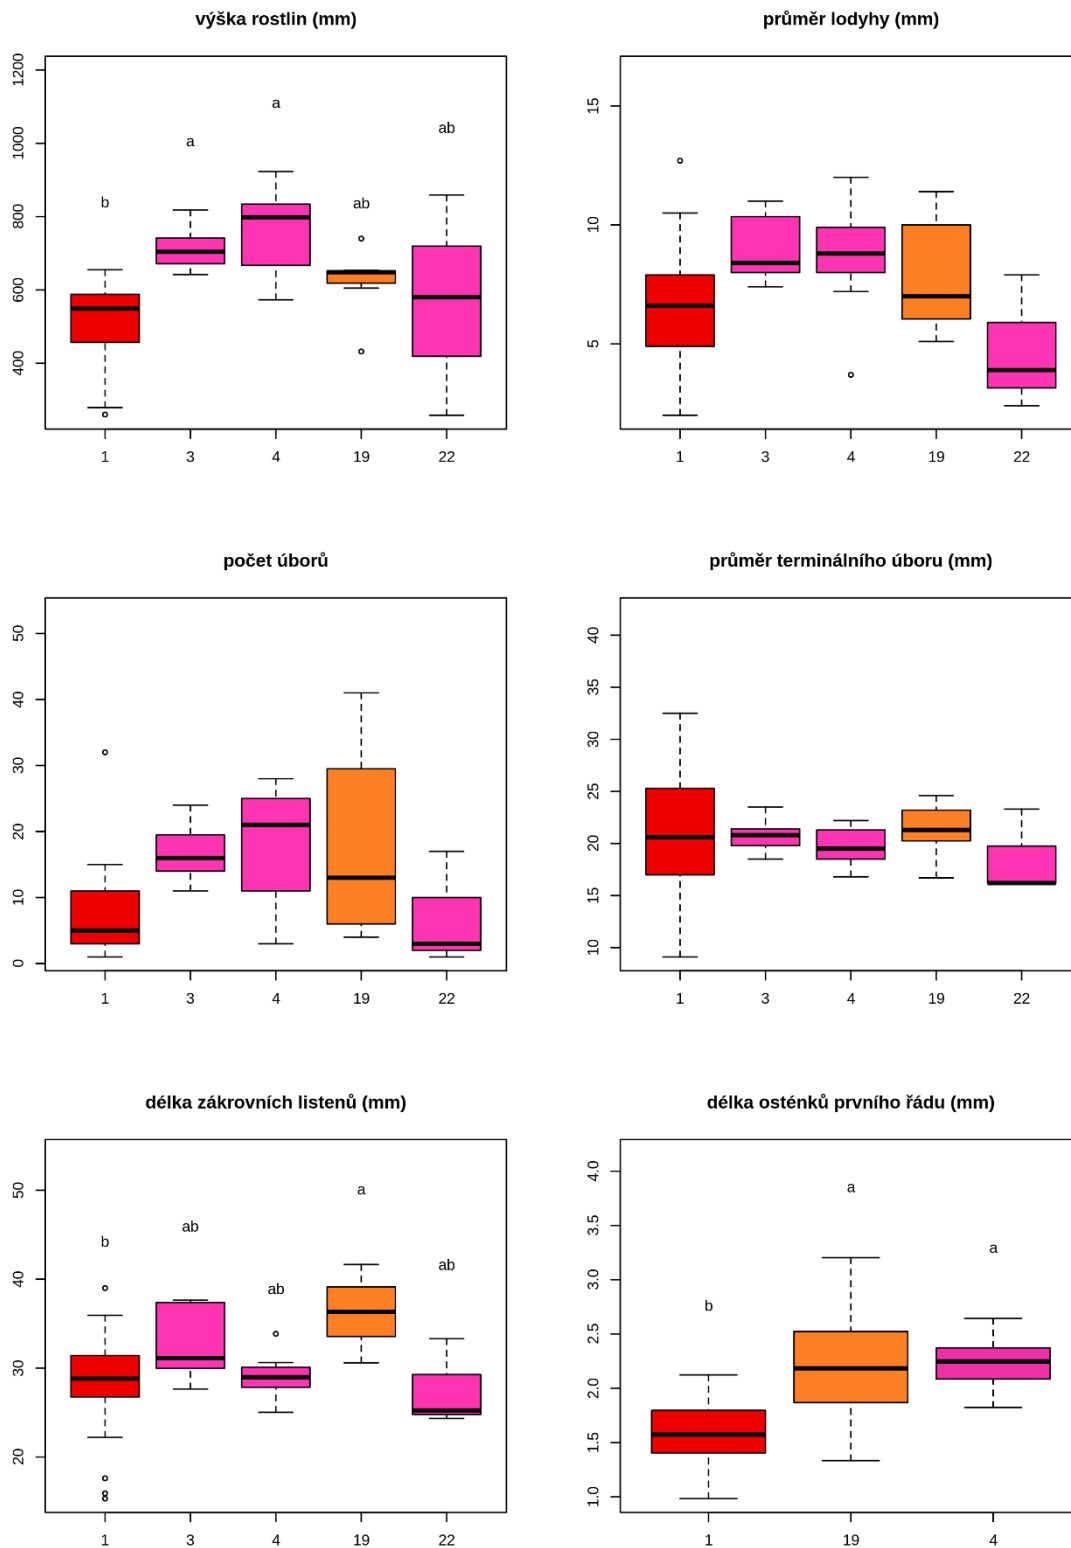 výška rostlin (mm)
1200
1000
800
600
400
b
a
a
ab
ab
1 3 4 19 22
průměr lodyhy (mm)
15
10
5
1 3 4 19 22
počet úborů
50
40
30
20
10
0
1 3 4 19 22
průměr terminálního úboru (mm)
40
35
30
25
20
15
10
1 3 4 19 22
délka zákrovních listenů (mm)
50
40
30
20
b
ab
ab
a
ab
1 3 4 19 22
délka osténků prvního řádu (mm)
4.0
3.5
3.0
2.5
2.0
1.5
1.0
b
a
a
1 19 4